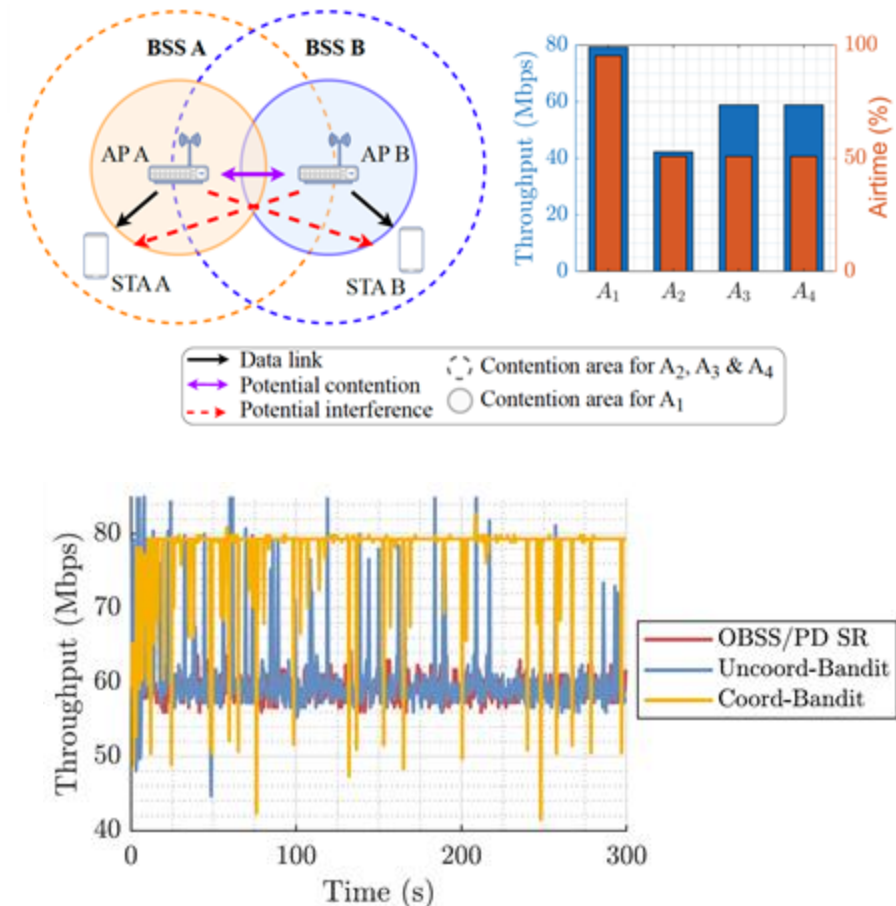 BSS A
BSS B
AP A
AP B
STA A
STA B
Data link
Potential contention
Potential interference
Contention area for A2, A3 & A4
Contention area for A1
Throughput (Mbps)
80
60
40
20
0
A1
A2
A3
A4
100
50
0
Airtime (%)
Throughput (Mbps)
80
70
60
50
40
0
100
200
300
Time (s)
OBSS/PD SR
Uncoord-Bandit
Coord-Bandit